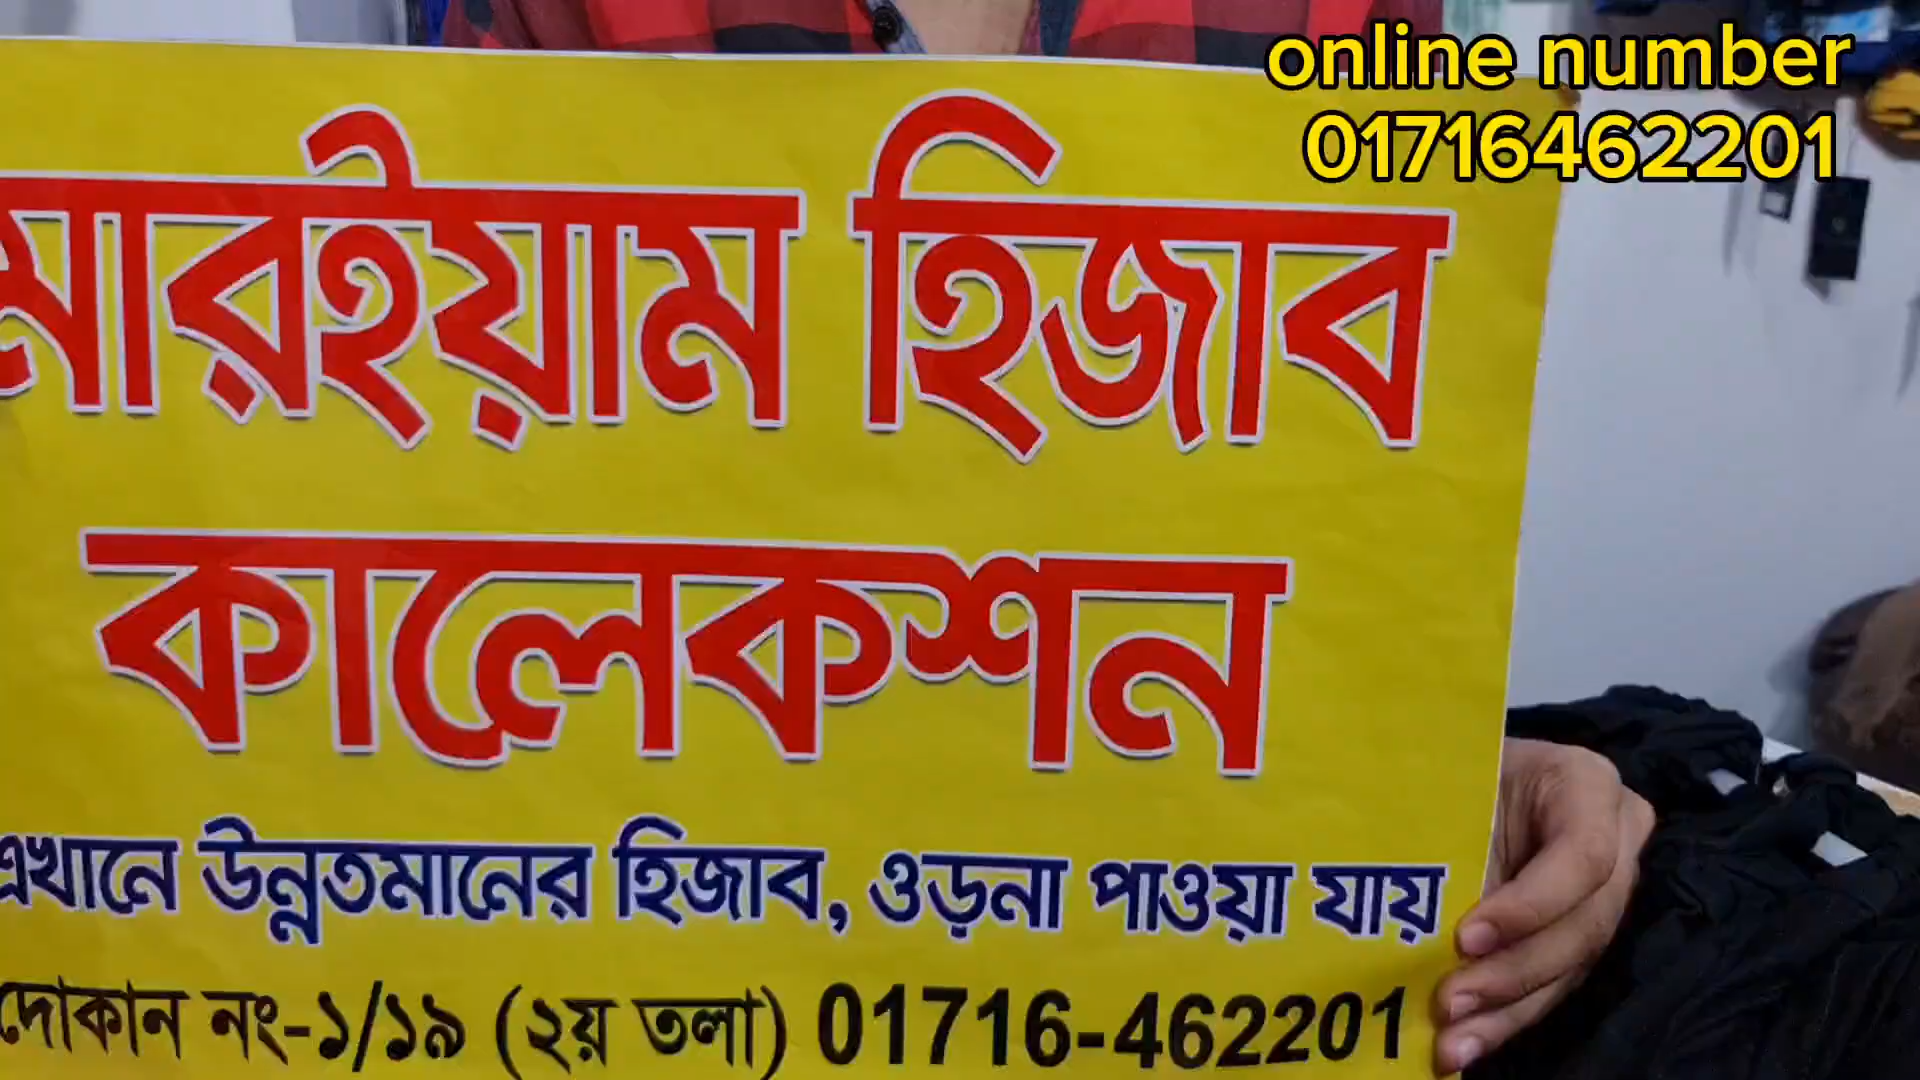 online number
01716462201
মারইয়াম হিজাব
কালেকশন
এখানে উন্নতমানের হিজাব, ওড়না পাওয়া যায়
দোকান নং-১/১৯ (২য় তলা) 01716-462201